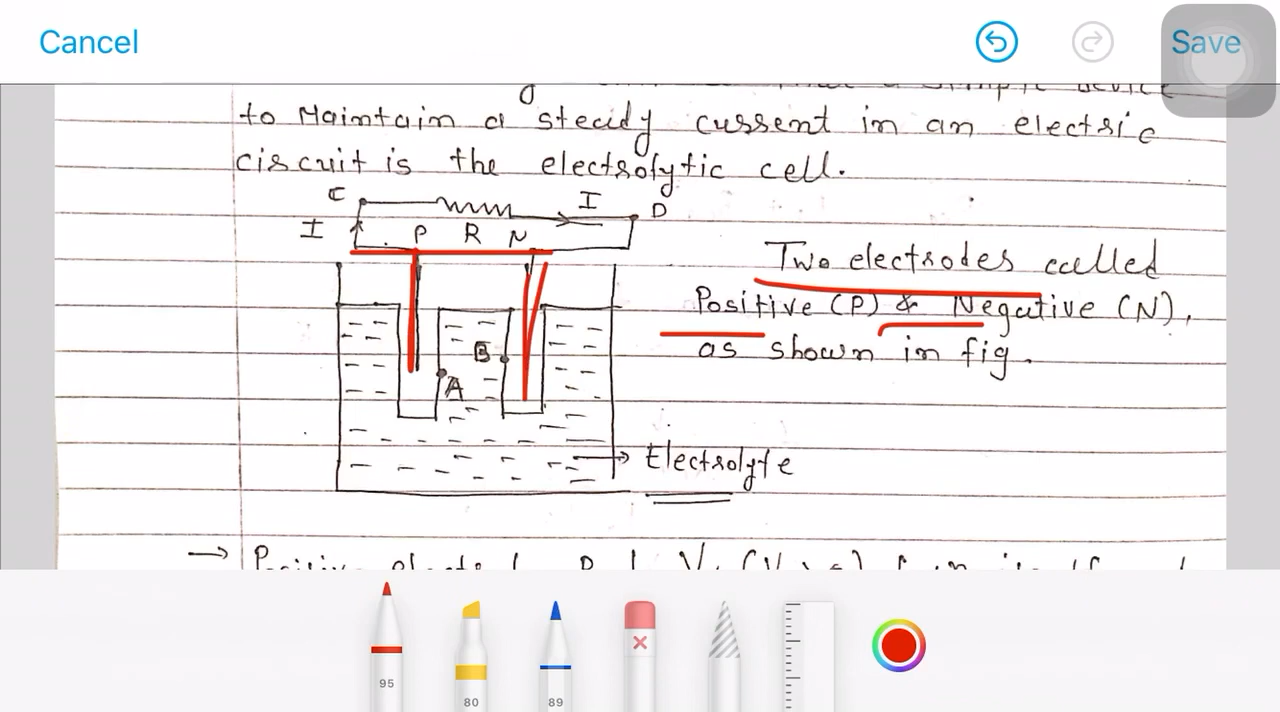 Cancel
Save
to Maintain a steady current in an electric
circuit is the electrolytic cell.
C I D
I P R N
Two electrodes called
Positive (P) & Negative (N),
as shown in fig.
B
A
Electrolyte
→ Positive
95 80 89